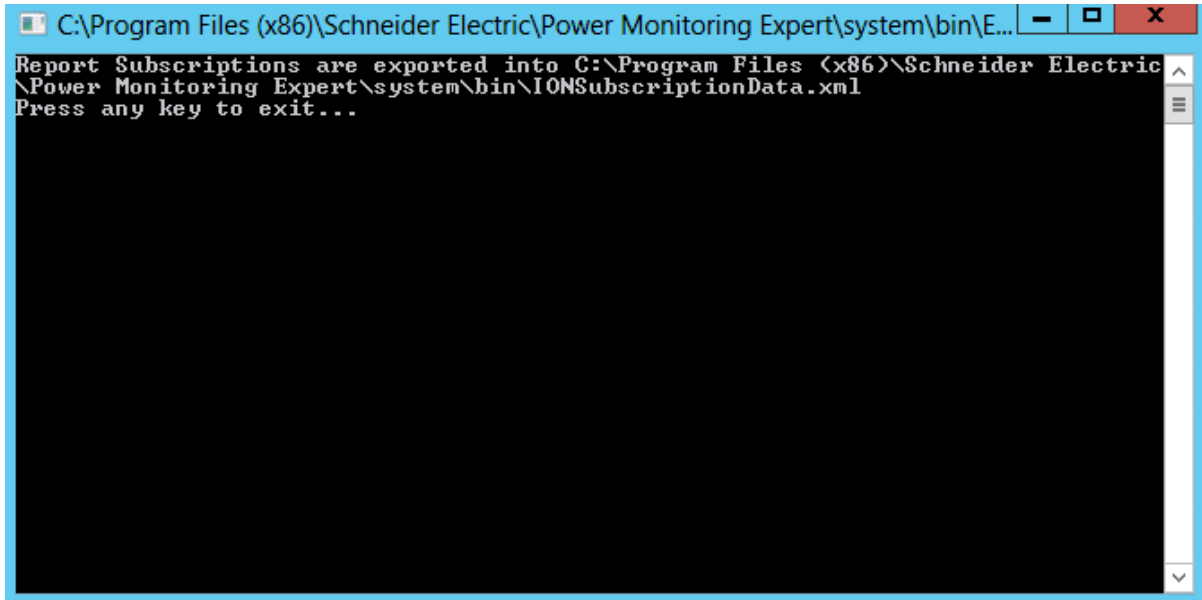 C:\Program Files (x86)\Schneider Electric\Power Monitoring Expert\system\bin\E...
Report Subscriptions are exported into C:\Program Files (x86)\Schneider Electric
\Power Monitoring Expert\system\bin\IONSubscriptionData.xml
Press any key to exit...